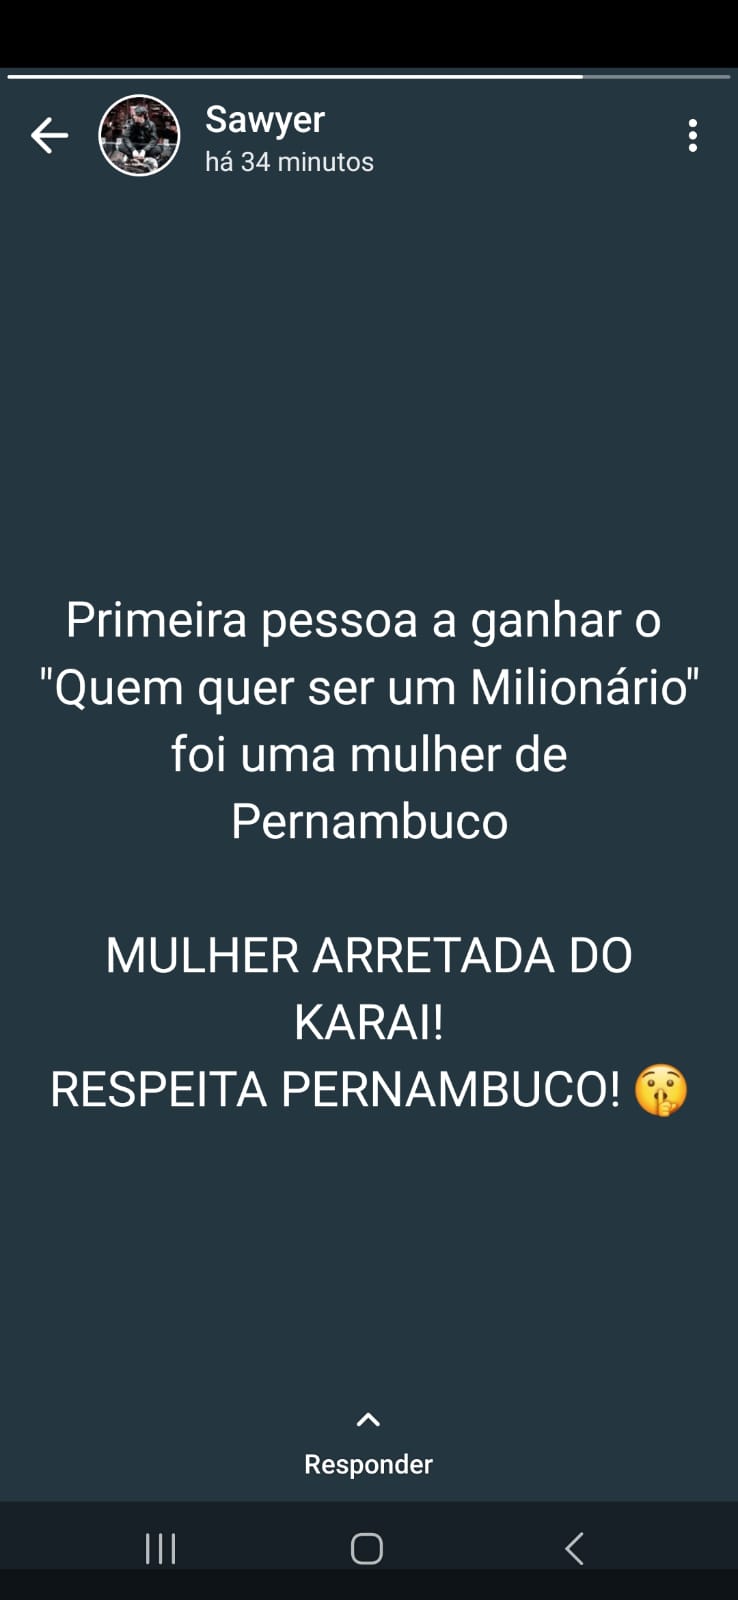 Sawyer
há 34 minutos
Primeira pessoa a ganhar o
"Quem quer ser um Milionário"
foi uma mulher de
Pernambuco
MULHER ARRETADA DO
KARAI!
RESPEITA PERNAMBUCO! 🤫
Responder